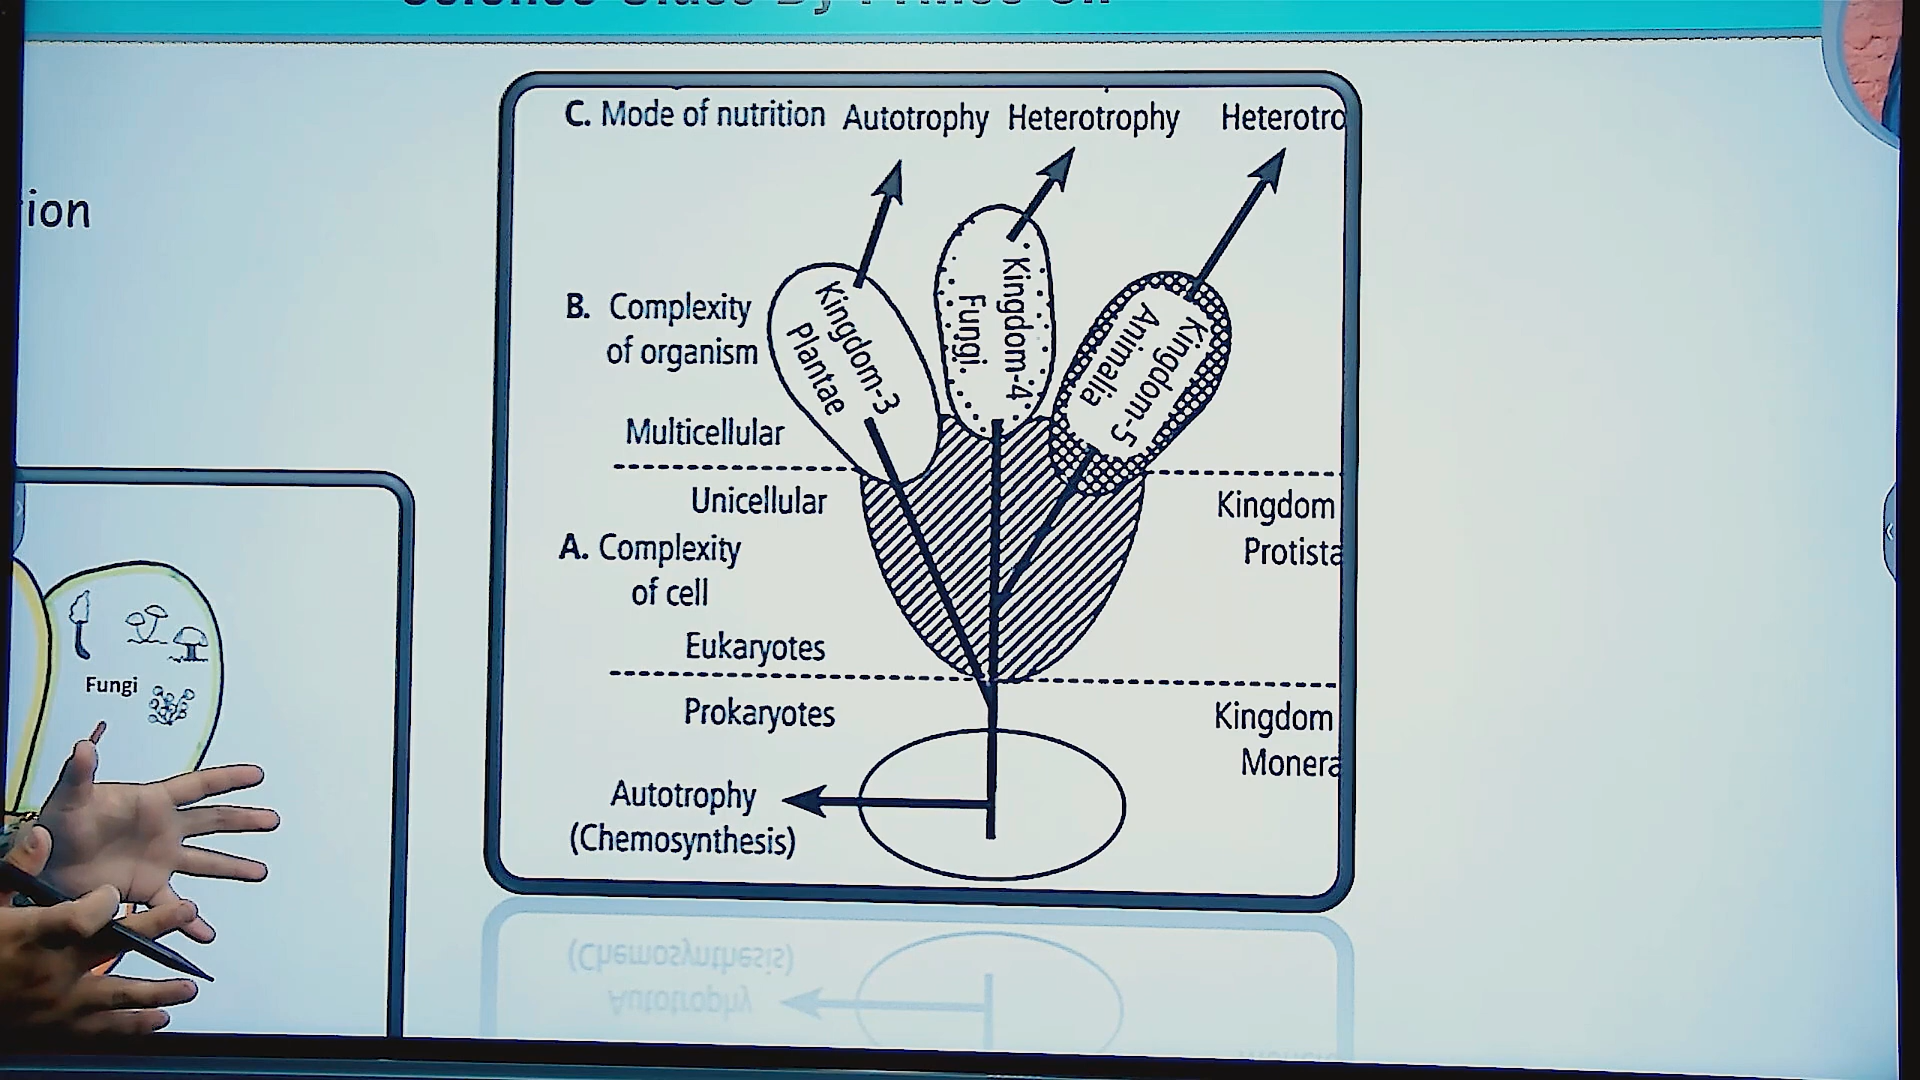 ion
C. Mode of nutrition Autotrophy Heterotrophy Heterotro
B. Complexity
of organism
Kingdom-3
Plantae
Kingdom-4
Fungi
Kingdom-5
Animalia
Multicellular
Unicellular
Kingdom
Protista
A. Complexity
of cell
Eukaryotes
Prokaryotes
Kingdom
Monera
Autotrophy
(Chemosynthesis)
Fungi